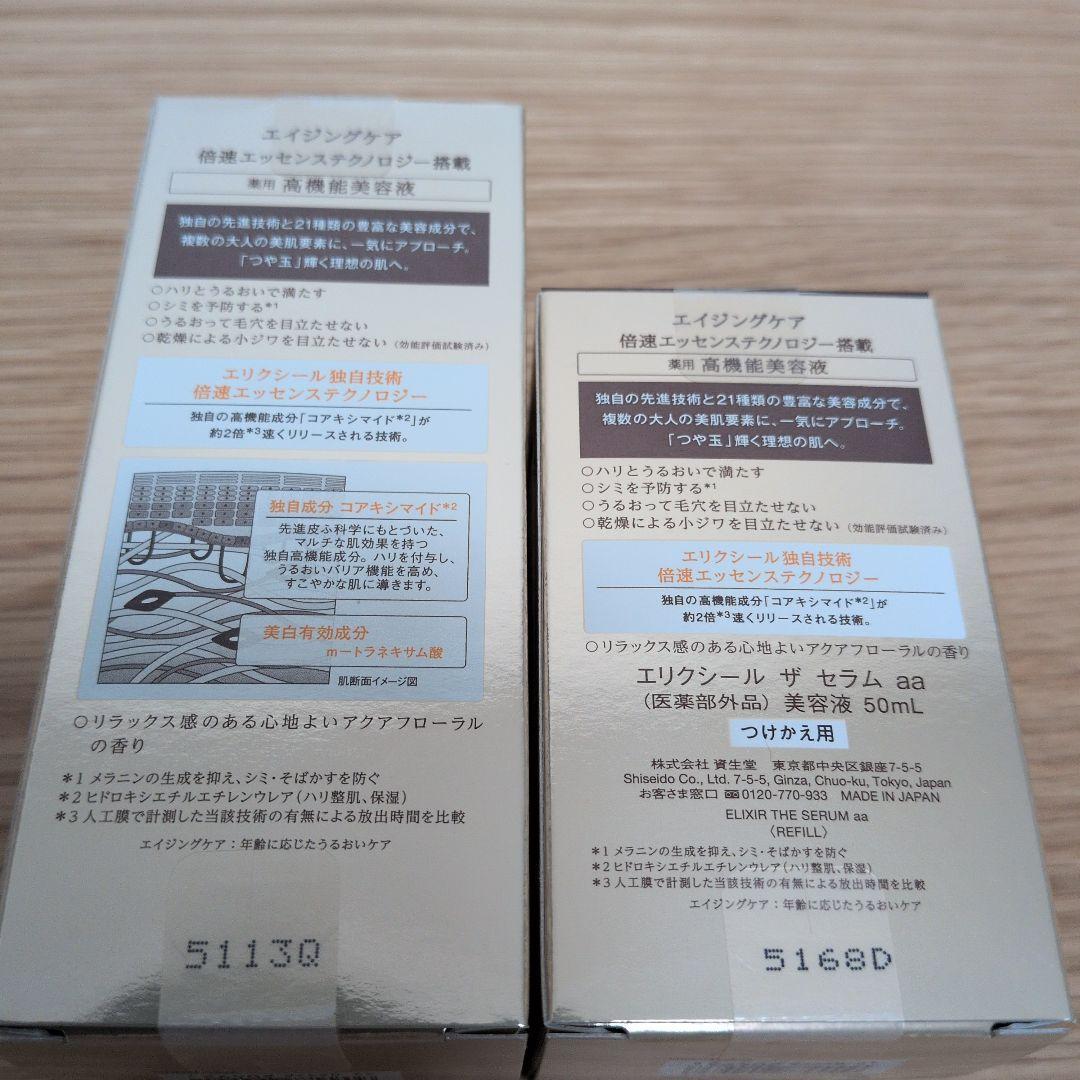 エイジングケア
倍速エッセンステクノロジー搭載
薬用 高機能美容液
独自の先進技術と21種類の豊富な美容成分で、
複数の大人の美肌要素に、一気にアプローチ。
「つや玉」輝く理想の肌へ。
○ハリとうるおいで満たす
○シミを予防する*1
○うるおって毛穴を目立たせない
○乾燥による小ジワを目立たせない（効能評価試験済み）
エリクシール独自技術
倍速エッセンステクノロジー
独自の高機能成分「コアキシマイド*2」が
約2倍*3速くリリースされる技術。
独自成分 コアキシマイド*2
先進皮ふ科学にもとづいた、
マルチな肌効果を持つ
独自高機能成分。ハリを付与し、
うるおいバリア機能を高め、
すこやかな肌に導きます。
美白有効成分
m－トラネキサム酸
肌断面イメージ図
○リラックス感のある心地よいアクアフローラル
の香り
*1 メラニンの生成を抑え、シミ・そばかすを防ぐ
*2 ヒドロキシエチルエチレンウレア（ハリ整肌、保湿）
*3 人工膜で計測した当該技術の有無による放出時間を比較
エイジングケア：年齢に応じたうるおいケア
5113Q
エイジングケア
倍速エッセンステクノロジー搭載
薬用 高機能美容液
独自の先進技術と21種類の豊富な美容成分で、
複数の大人の美肌要素に、一気にアプローチ。
「つや玉」輝く理想の肌へ。
○ハリとうるおいで満たす
○シミを予防する*1
○うるおって毛穴を目立たせない
○乾燥による小ジワを目立たせない（効能評価試験済み）
エリクシール独自技術
倍速エッセンステクノロジー
独自の高機能成分「コアキシマイド*2」が
約2倍*3速くリリースされる技術。
○リラックス感のある心地よいアクアフローラルの香り
エリクシール ザ セラム aa
（医薬部外品） 美容液 50mL
つけかえ用
株式会社 資生堂 東京都中央区銀座7-5-5
Shiseido Co., Ltd. 7-5-5, Ginza, Chuo-ku, Tokyo, Japan
お客さま窓口 0120-770-933 MADE IN JAPAN
ELIXIR THE SERUM aa
〈REFILL〉
*1 メラニンの生成を抑え、シミ・そばかすを防ぐ
*2 ヒドロキシエチルエチレンウレア（ハリ整肌、保湿）
*3 人工膜で計測した当該技術の有無による放出時間を比較
エイジングケア：年齢に応じたうるおいケア
5168D